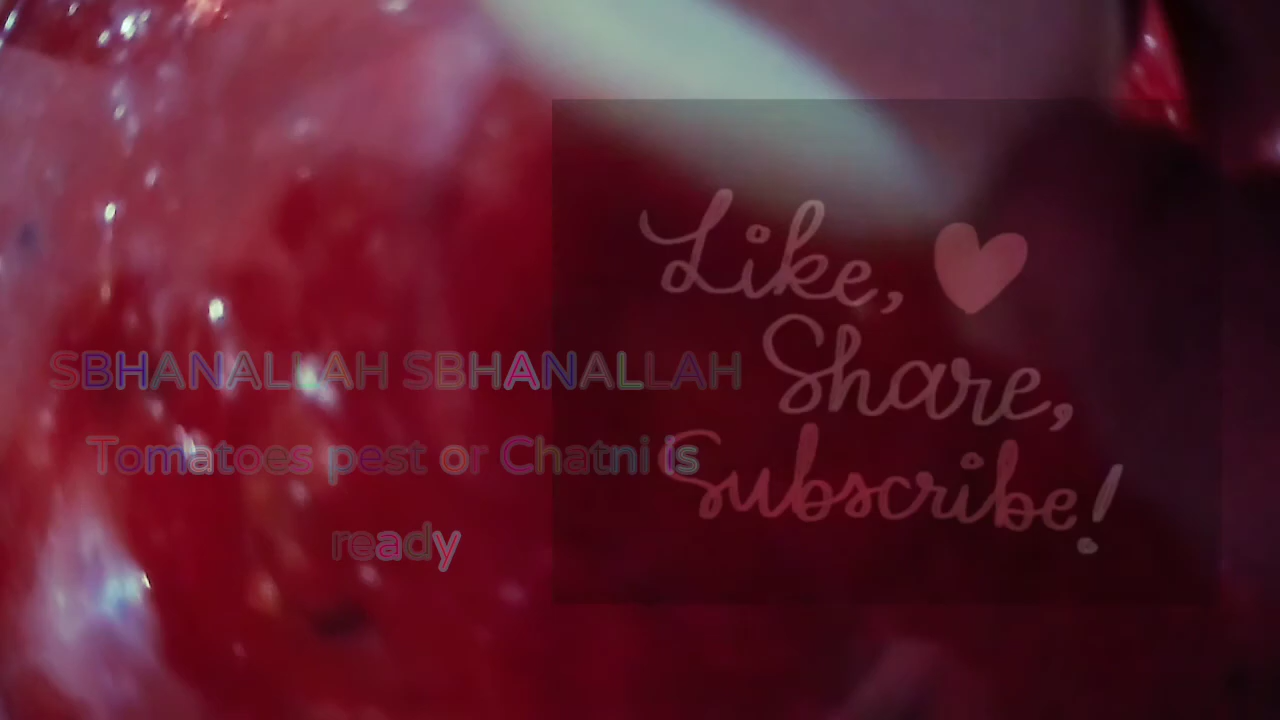 SBHANALLAH SBHANALLAH
Tomatoes pest or Chatni is
ready
Like,
Share,
Subscribe!